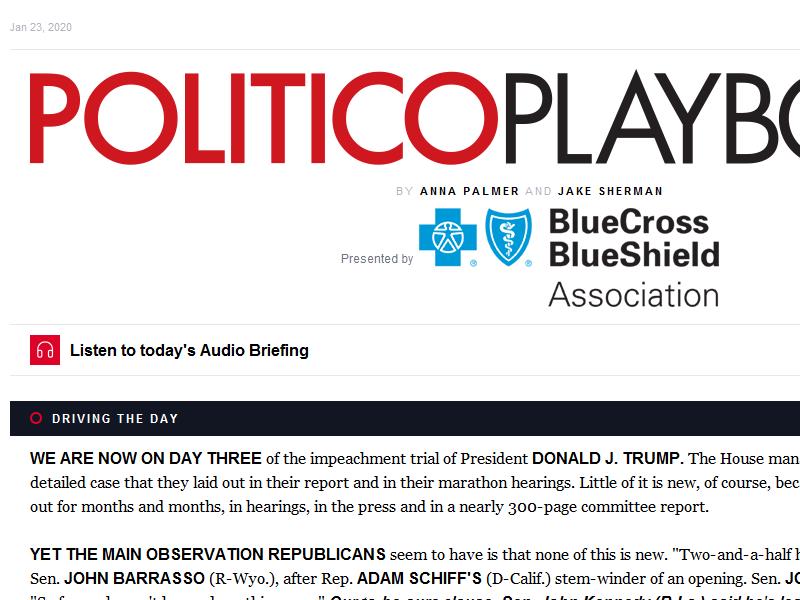 Jan 23, 2020
POLITICOPLAYBO
BY ANNA PALMER AND JAKE SHERMAN
Presented by
BlueCross
BlueShield
Association
Listen to today's Audio Briefing
DRIVING THE DAY
WE ARE NOW ON DAY THREE of the impeachment trial of President DONALD J. TRUMP. The House man
detailed case that they laid out in their report and in their marathon hearings. Little of it is new, of course, bec
out for months and months, in hearings, in the press and in a nearly 300-page committee report.
YET THE MAIN OBSERVATION REPUBLICANS seem to have is that none of this is new. "Two-and-a-half h
Sen. JOHN BARRASSO (R-Wyo.), after Rep. ADAM SCHIFF'S (D-Calif.) stem-winder of an opening. Sen. JO